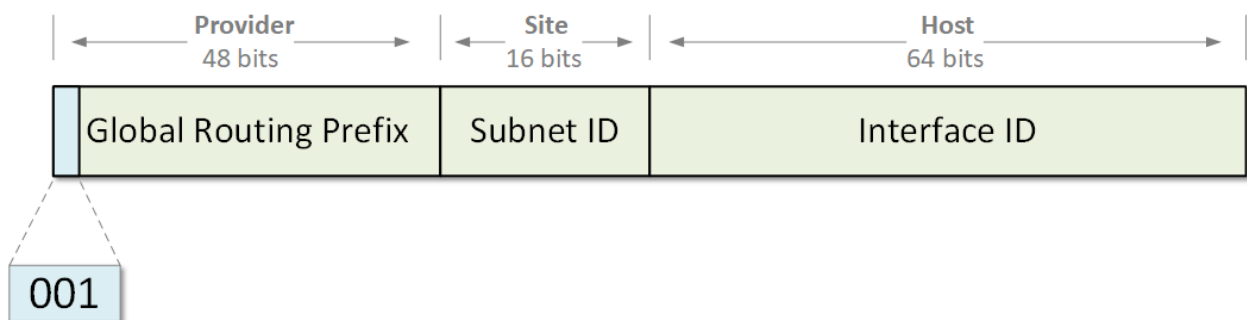 Provider Site Host
48 bits 16 bits 64 bits
Global Routing Prefix Subnet ID Interface ID
001